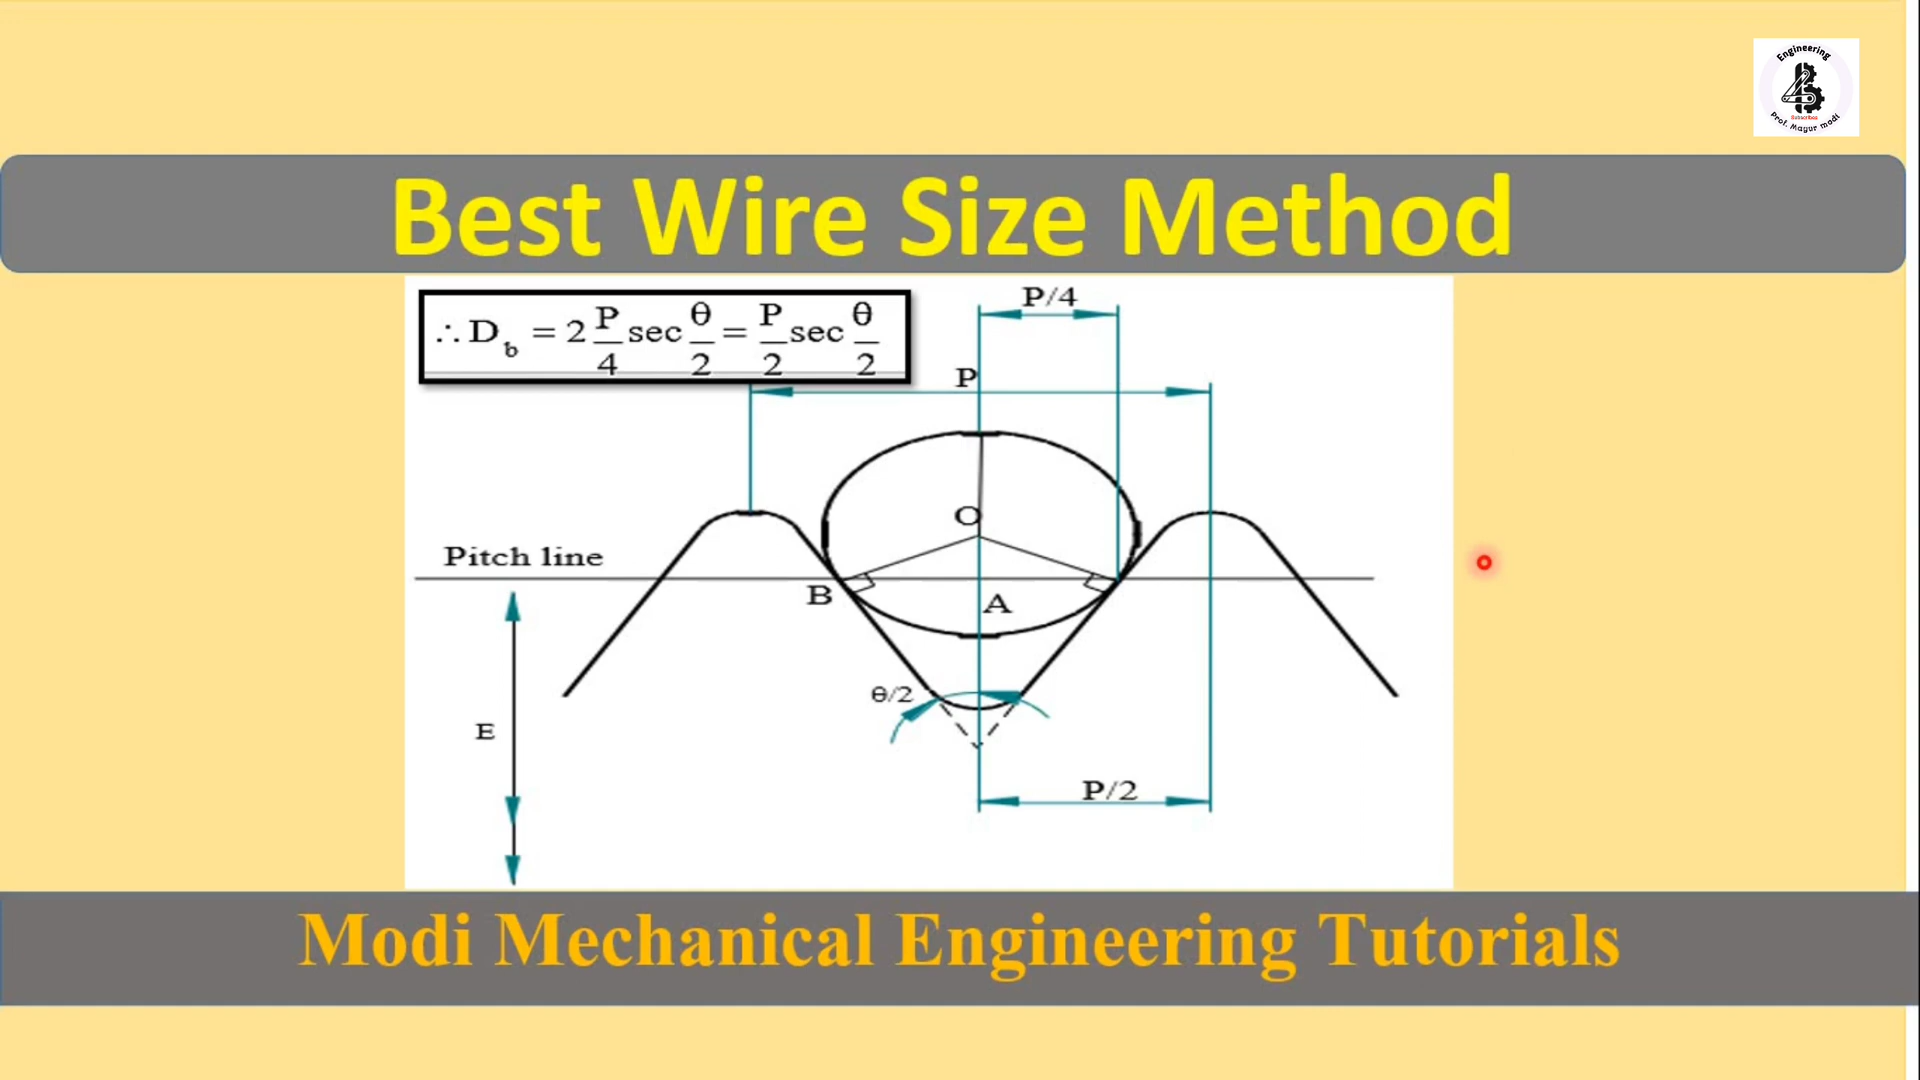 Engineering
Subscribes
Prof. Mayur modi
Best Wire Size Method
∴ D_b = 2 P/4 sec θ/2 = P/2 sec θ/2
P/4
P
O
Pitch line
B
A
θ/2
E
P/2
Modi Mechanical Engineering Tutorials